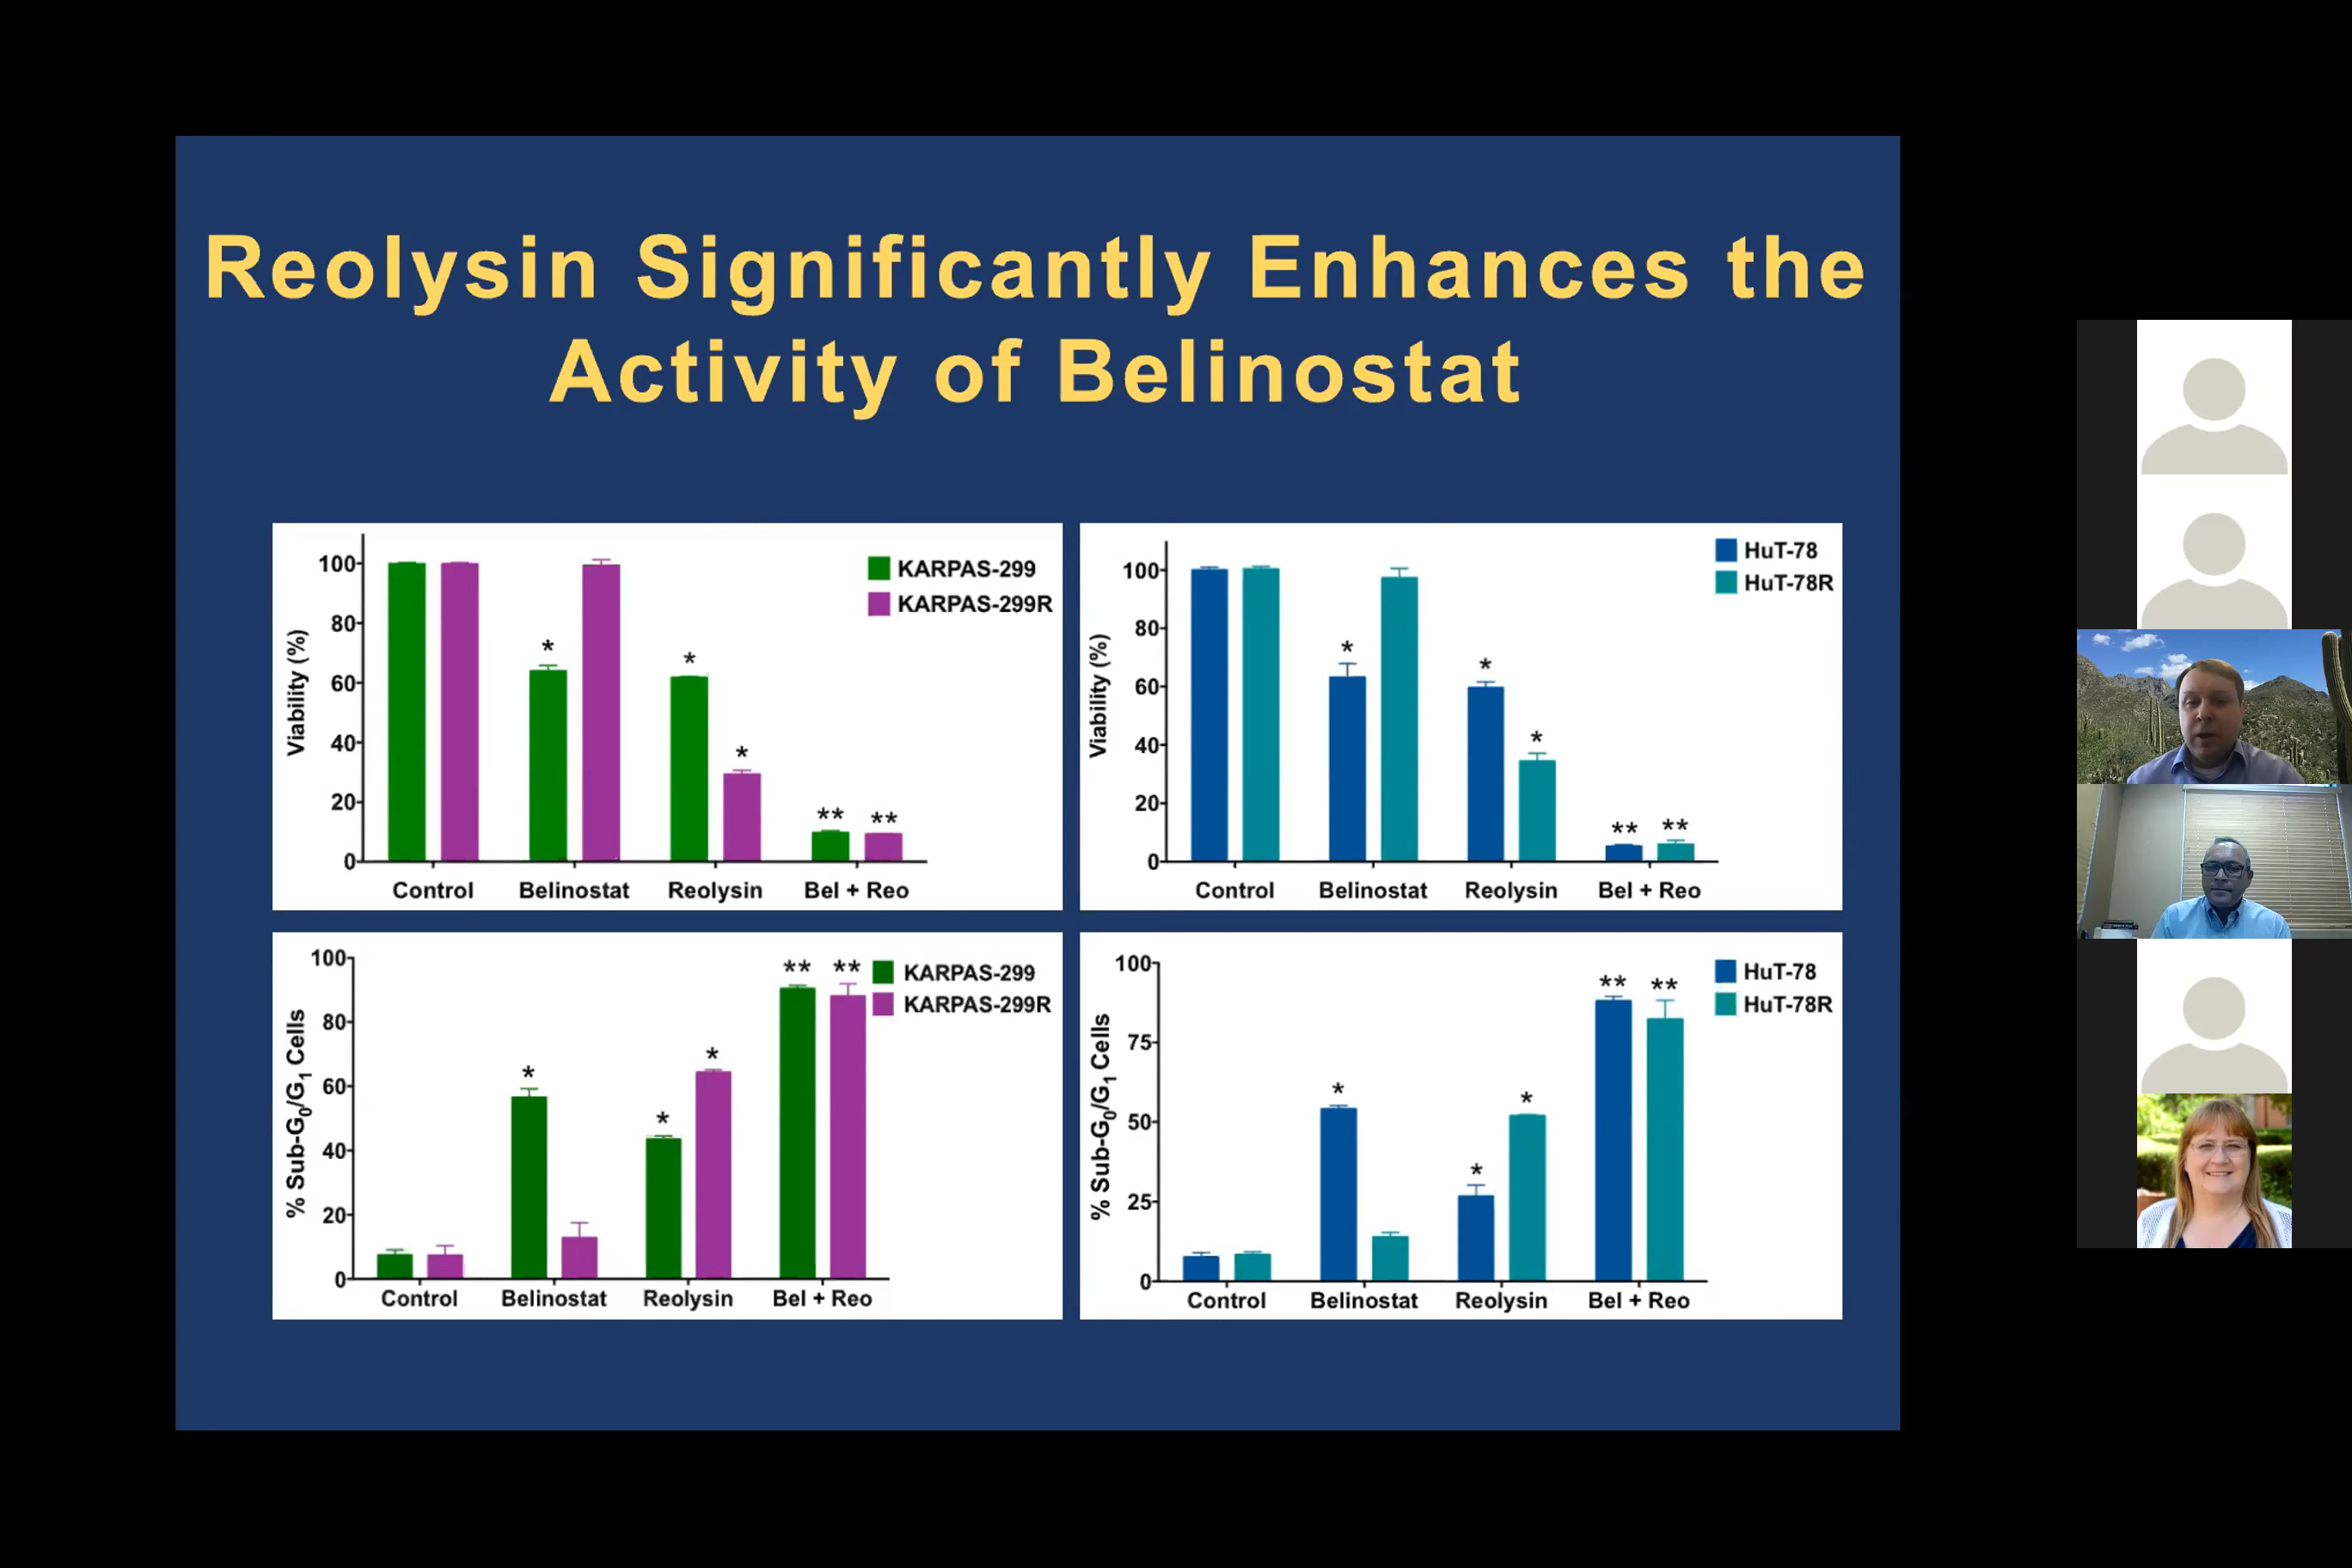 Reolysin Significantly Enhances the
Activity of Belinostat
Viability (%)
100
80
60
40
20
0
* * * ** **
KARPAS-299
KARPAS-299R
Control Belinostat Reolysin Bel + Reo
Viability (%)
100
80
60
40
20
0
* * * ** **
HuT-78
HuT-78R
Control Belinostat Reolysin Bel + Reo
% Sub-G0/G1 Cells
100
80
60
40
20
0
* * * ** **
KARPAS-299
KARPAS-299R
Control Belinostat Reolysin Bel + Reo
% Sub-G0/G1 Cells
100
75
50
25
0
* * * ** **
HuT-78
HuT-78R
Control Belinostat Reolysin Bel + Reo